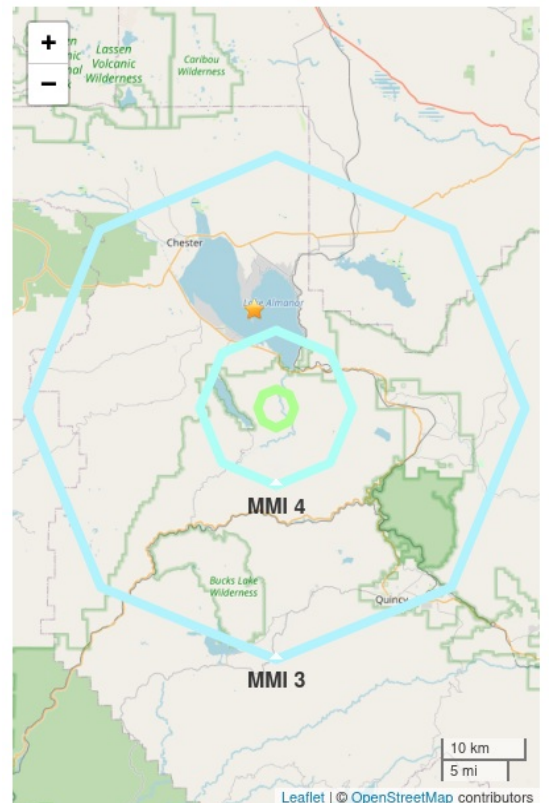 +
−
Lassen
Volcanic
Wilderness
Caribou
Wilderness
Chester
Lake Almanor
MMI 4
Bucks Lake
Wilderness
Quincy
MMI 3
10 km
5 mi
Leaflet | © OpenStreetMap contributors